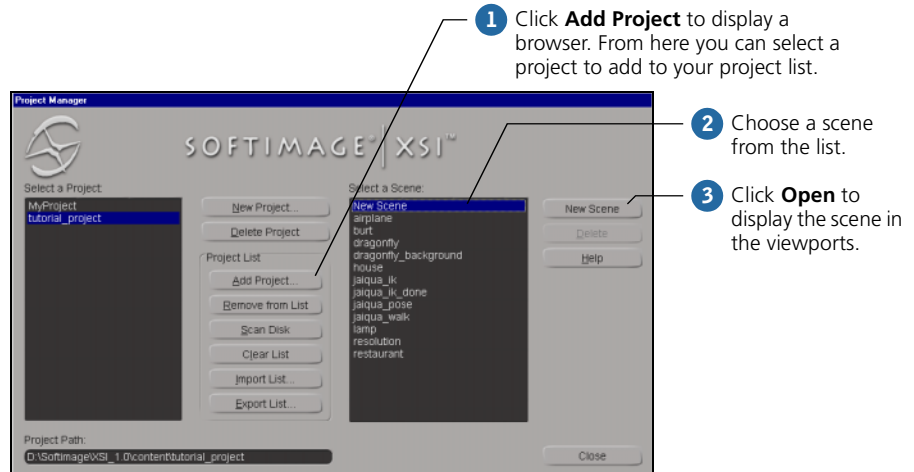 1 Click Add Project to display a
browser. From here you can select a
project to add to your project list.
Project Manager
SOFTIMAGE® | XSI™
2 Choose a scene
from the list.
3 Click Open to
display the scene in
the viewports.
Select a Project:
MyProject
tutorial_project
New Project...
Delete Project
Project List
Add Project...
Remove from List
Scan Disk
Clear List
Import List...
Export List...
Select a Scene:
New Scene
airplane
burt
dragonfly
dragonfly_background
house
jaiqua_ik
jaiqua_ik_done
jaiqua_pose
jaiqua_walk
lamp
resolution
restaurant
New Scene
Delete
Help
Project Path:
D:\Softimage\XSI_1.0\content\tutorial_project
Close